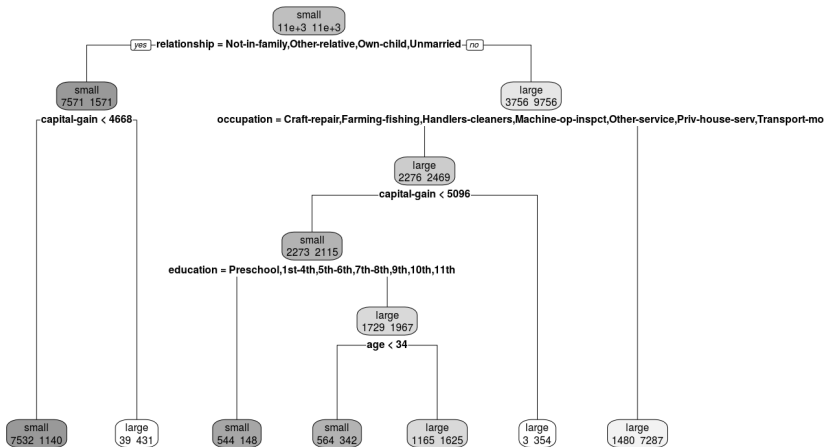 small
11e+3 11e+3
yes relationship = Not-in-family,Other-relative,Own-child,Unmarried no
small
7571 1571
large
3756 9756
capital-gain < 4668
occupation = Craft-repair,Farming-fishing,Handlers-cleaners,Machine-op-inspct,Other-service,Priv-house-serv,Transport-mo
large
2276 2469
capital-gain < 5096
small
2273 2115
education = Preschool,1st-4th,5th-6th,7th-8th,9th,10th,11th
large
1729 1967
age < 34
small
7532 1140
large
39 431
small
544 148
small
564 342
large
1165 1625
large
3 354
large
1480 7287